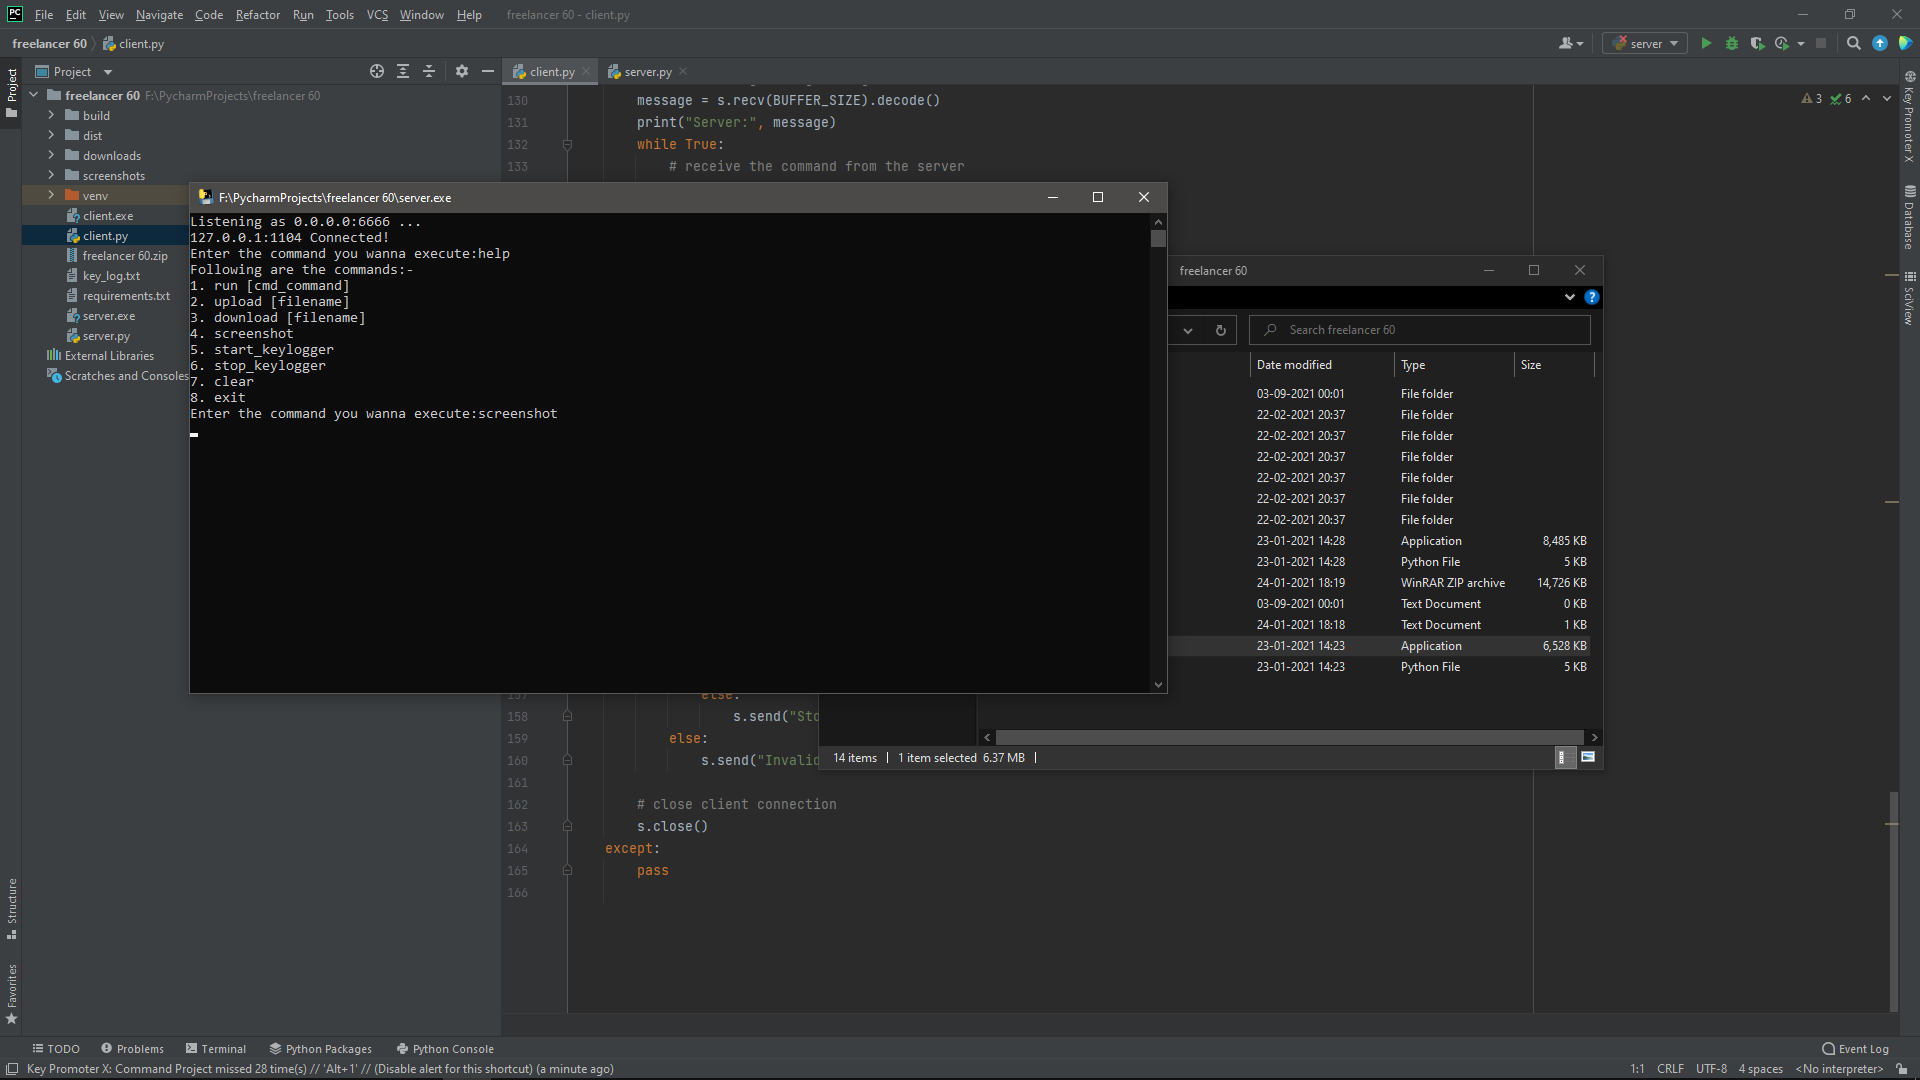 File Edit View Navigate Code Refactor Run Tools VCS Window Help freelancer 60 - client.py
freelancer 60 client.py
server
Project
client.py
server.py
Project
freelancer 60 F:\PycharmProjects\freelancer 60
build
dist
downloads
screenshots
venv
client.exe
client.py
freelancer 60.zip
key_log.txt
requirements.txt
server.exe
server.py
External Libraries
Scratches and Consoles
130 message = s.recv(BUFFER_SIZE).decode()
131 print("Server:", message)
132 while True:
133 # receive the command from the server
3 6
F:\PycharmProjects\freelancer 60\server.exe
Listening as 0.0.0.0:6666 ...
127.0.0.1:1104 Connected!
Enter the command you wanna execute:help
Following are the commands:-
1. run [cmd_command]
2. upload [filename]
3. download [filename]
4. screenshot
5. start_keylogger
6. stop_keylogger
7. clear
8. exit
Enter the command you wanna execute:screenshot
freelancer 60
Search freelancer 60
Date modified Type Size
03-09-2021 00:01 File folder
22-02-2021 20:37 File folder
22-02-2021 20:37 File folder
22-02-2021 20:37 File folder
22-02-2021 20:37 File folder
22-02-2021 20:37 File folder
22-02-2021 20:37 File folder
23-01-2021 14:28 Application 8,485 KB
23-01-2021 14:28 Python File 5 KB
24-01-2021 18:19 WinRAR ZIP archive 14,726 KB
03-09-2021 00:01 Text Document 0 KB
24-01-2021 18:18 Text Document 1 KB
23-01-2021 14:23 Application 6,528 KB
23-01-2021 14:23 Python File 5 KB
14 items 1 item selected 6.37 MB
157 else:
158 s.send("Sto
159 else:
160 s.send("Invalid
161
162 # close client connection
163 s.close()
164 except:
165 pass
166
Key Promoter X
Database
SciView
Structure
Favorites
TODO Problems Terminal Python Packages Python Console Event Log
Key Promoter X: Command Project missed 28 time(s) // 'Alt+1' // (Disable alert for this shortcut) (a minute ago) 1:1 CRLF UTF-8 4 spaces <No interpreter>